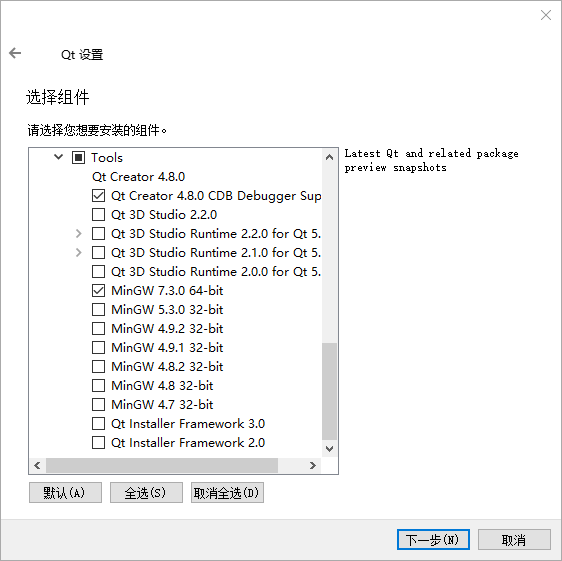 Qt 设置
选择组件
请选择您想要安装的组件。
Tools
Qt Creator 4.8.0
Qt Creator 4.8.0 CDB Debugger Sup
Qt 3D Studio 2.2.0
Qt 3D Studio Runtime 2.2.0 for Qt 5.
Qt 3D Studio Runtime 2.1.0 for Qt 5.
Qt 3D Studio Runtime 2.0.0 for Qt 5.
MinGW 7.3.0 64-bit
MinGW 5.3.0 32-bit
MinGW 4.9.2 32-bit
MinGW 4.9.1 32-bit
MinGW 4.8.2 32-bit
MinGW 4.8 32-bit
MinGW 4.7 32-bit
Qt Installer Framework 3.0
Qt Installer Framework 2.0
Latest Qt and related package
preview snapshots
默认(A)
全选(S)
取消全选(D)
下一步(N)
取消